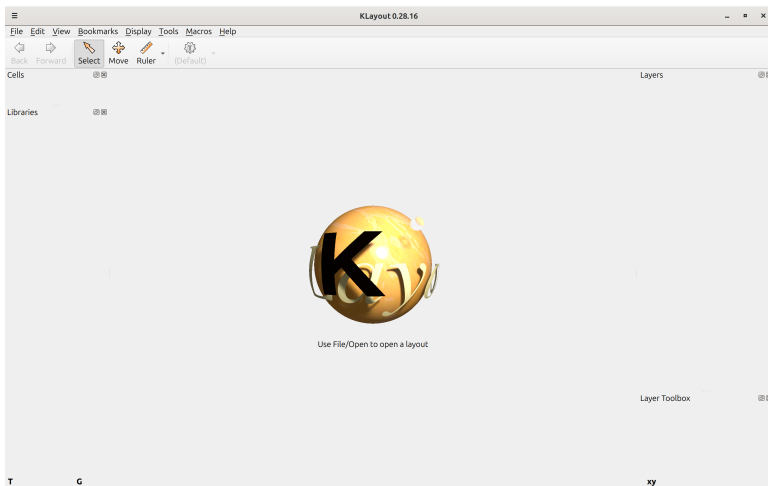 KLayout 0.28.16
File Edit View Bookmarks Display Tools Macros Help
Back Forward Select Move Ruler (Default)
Cells
Layers
Libraries
K
Layo
Use File/Open to open a layout
Layer Toolbox
T G xy